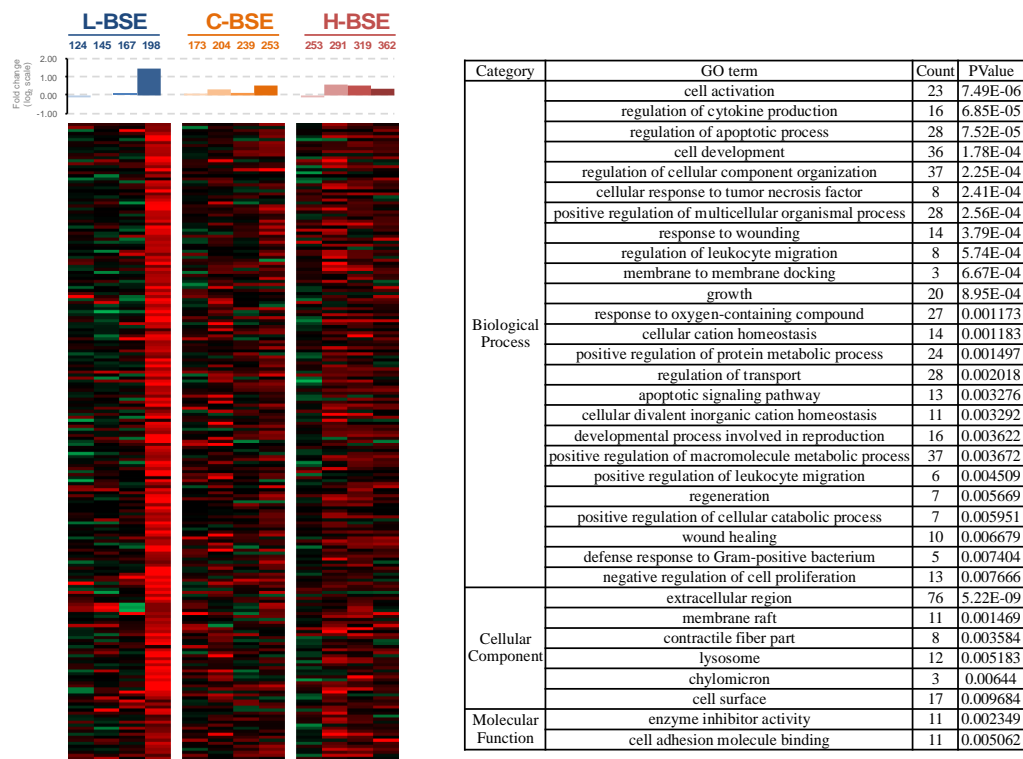 L-BSE C-BSE H-BSE
124 145 167 198 173 204 239 253 253 291 319 362
Fold change
(log2 scale)
2.00
1.00
0.00
-1.00
Category GO term Count PValue
Biological
Process
cell activation 23 7.49E-06
regulation of cytokine production 16 6.85E-05
regulation of apoptotic process 28 7.52E-05
cell development 36 1.78E-04
regulation of cellular component organization 37 2.25E-04
cellular response to tumor necrosis factor 8 2.41E-04
positive regulation of multicellular organismal process 28 2.56E-04
response to wounding 14 3.79E-04
regulation of leukocyte migration 8 5.74E-04
membrane to membrane docking 3 6.67E-04
growth 20 8.95E-04
response to oxygen-containing compound 27 0.001173
cellular cation homeostasis 14 0.001183
positive regulation of protein metabolic process 24 0.001497
regulation of transport 28 0.002018
apoptotic signaling pathway 13 0.003276
cellular divalent inorganic cation homeostasis 11 0.003292
developmental process involved in reproduction 16 0.003622
positive regulation of macromolecule metabolic process 37 0.003672
positive regulation of leukocyte migration 6 0.004509
regeneration 7 0.005669
positive regulation of cellular catabolic process 7 0.005951
wound healing 10 0.006679
defense response to Gram-positive bacterium 5 0.007404
negative regulation of cell proliferation 13 0.007666
Cellular
Component
extracellular region 76 5.22E-09
membrane raft 11 0.001469
contractile fiber part 8 0.003584
lysosome 12 0.005183
chylomicron 3 0.00644
cell surface 17 0.009684
Molecular
Function
enzyme inhibitor activity 11 0.002349
cell adhesion molecule binding 11 0.005062